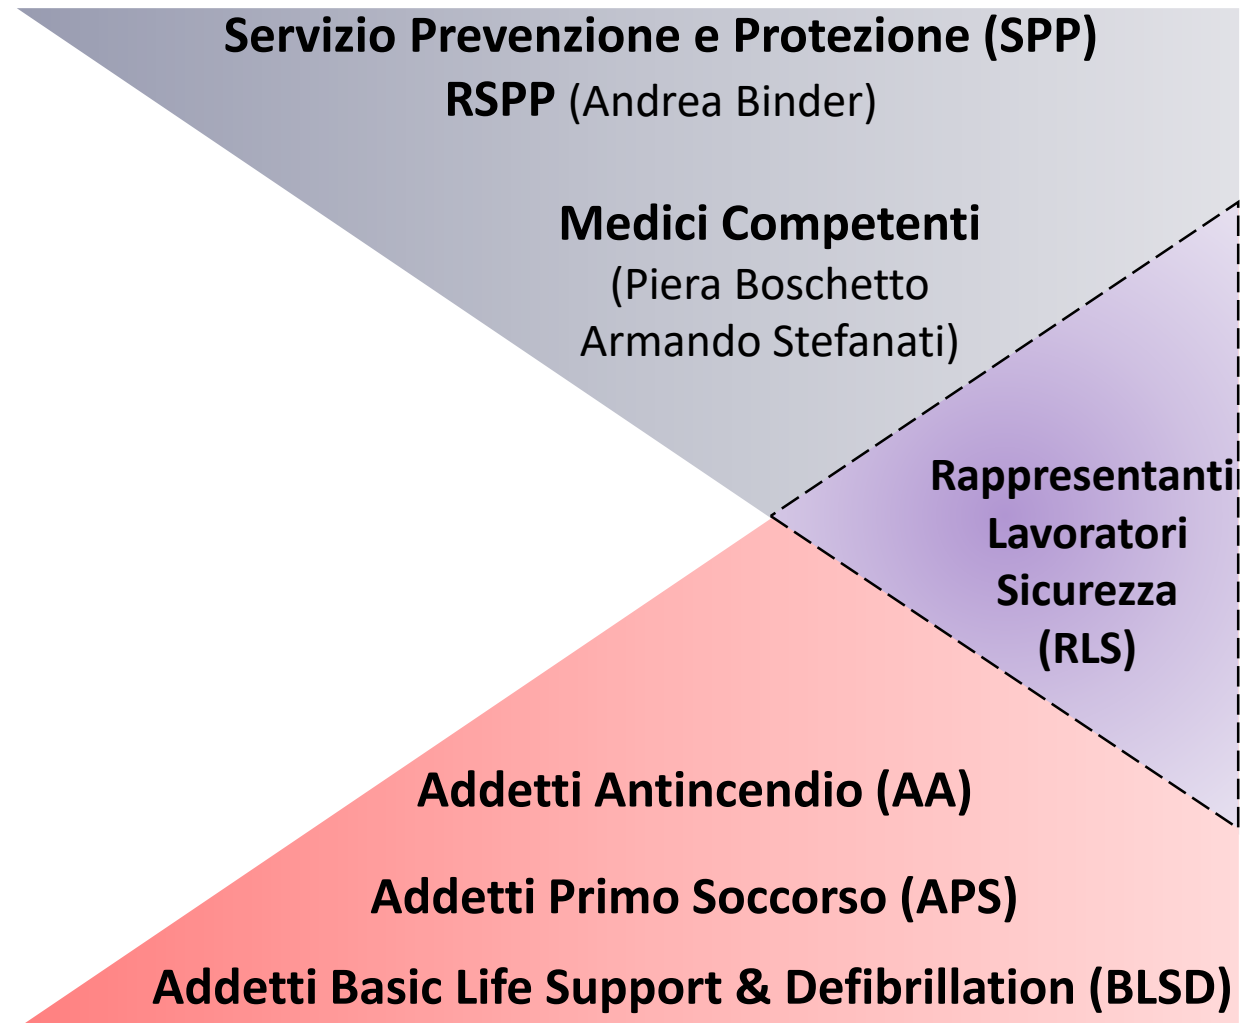 Servizio Prevenzione e Protezione (SPP)
RSPP (Andrea Binder)
Medici Competenti
(Piera Boschetto
Armando Stefanati)
Rappresentanti
Lavoratori
Sicurezza
(RLS)
Addetti Antincendio (AA)
Addetti Primo Soccorso (APS)
Addetti Basic Life Support & Defibrillation (BLSD)